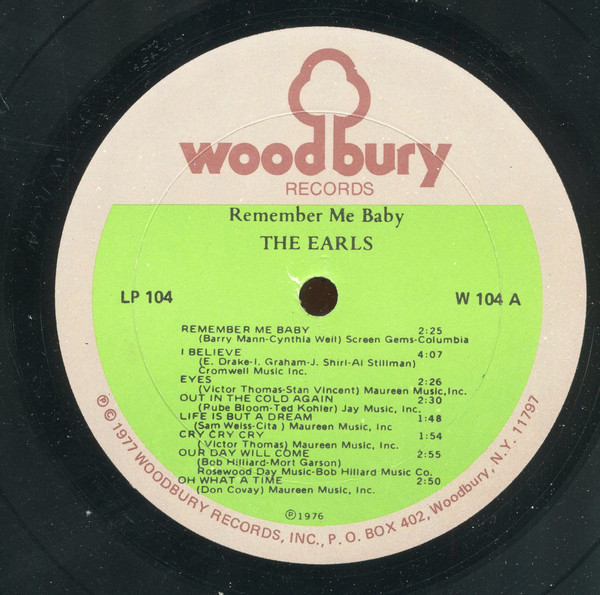 woodbury
RECORDS
Remember Me Baby
THE EARLS
LP 104
W 104 A
REMEMBER ME BABY 2:25
(Barry Mann-Cynthia Weil) Screen Gems-Columbia
I BELIEVE 4:07
(E. Drake-I. Graham-J. Shirl-Al Stillman)
Cromwell Music Inc.
EYES 2:26
(Victor Thomas-Stan Vincent) Maureen Music,Inc.
OUT IN THE COLD AGAIN 2:30
(Rube Bloom-Ted Kohler) Jay Music, Inc.
LIFE IS BUT A DREAM 1:48
(Sam Weiss-Cita ) Maureen Music, Inc
CRY CRY CRY 1:54
(Victor Thomas) Maureen Music, Inc.
OUR DAY WILL COME 2:55
(Bob Hilliard-Mort Garson)
Rosewood Day Music-Bob Hillard Music Co.
OH WHAT A TIME 2:50
(Don Covay) Maureen Music, Inc.
℗1976
℗ © 1977 WOODBURY RECORDS, INC., P. O. BOX 402, Woodbury, N.Y. 11797